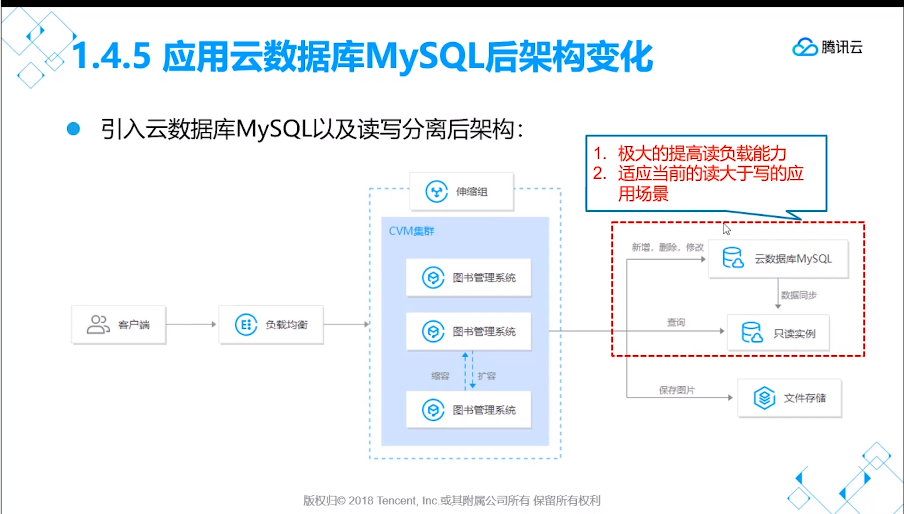 1.4.5 应用云数据库MySQL后架构变化
腾讯云
引入云数据库MySQL以及读写分离后架构：
1. 极大的提高读负载能力
2. 适应当前的读大于写的应
用场景
伸缩组
CVM集群
图书管理系统
图书管理系统
缩容
扩容
图书管理系统
客户端
负载均衡
新增，删除，修改
云数据库MySQL
数据同步
查询
只读实例
保存图片
文件存储
版权归© 2018 Tencent, Inc 或其附属公司所有 保留所有权利